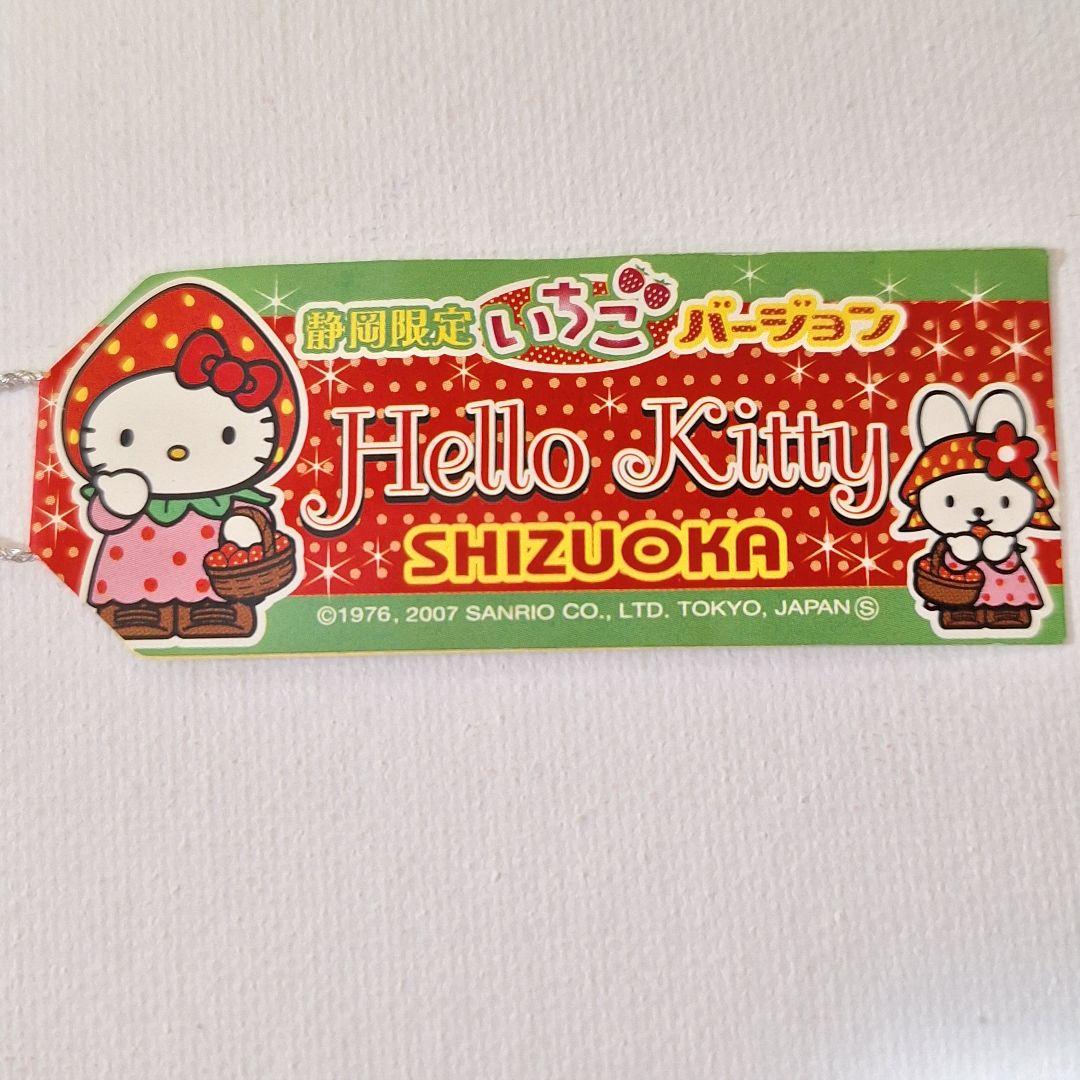 静岡限定いちごバージョン
Hello Kitty
SHIZUOKA
©1976, 2007 SANRIO CO., LTD. TOKYO, JAPAN Ⓢ